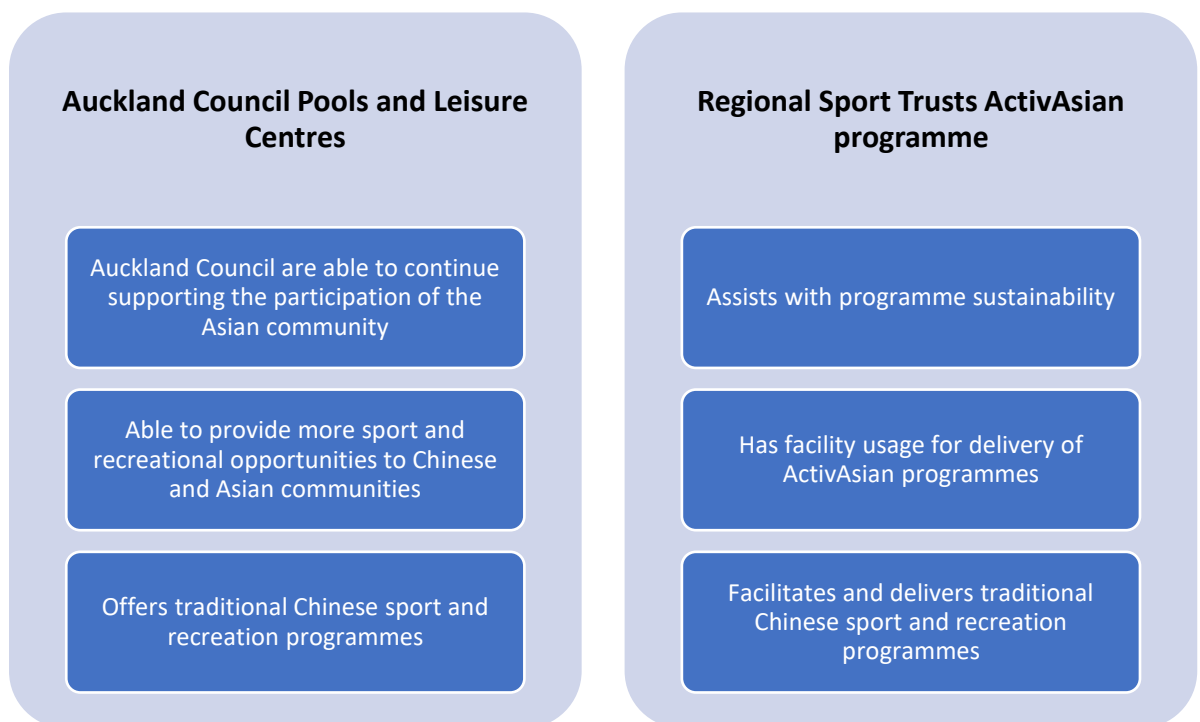 Auckland Council Pools and Leisure
Centres
Auckland Council are able to continue
supporting the participation of the
Asian community
Able to provide more sport and
recreational opportunities to Chinese
and Asian communities
Offers traditional Chinese sport and
recreation programmes
Regional Sport Trusts ActivAsian
programme
Assists with programme sustainability
Has facility usage for delivery of
ActivAsian programmes
Facilitates and delivers traditional
Chinese sport and recreation
programmes